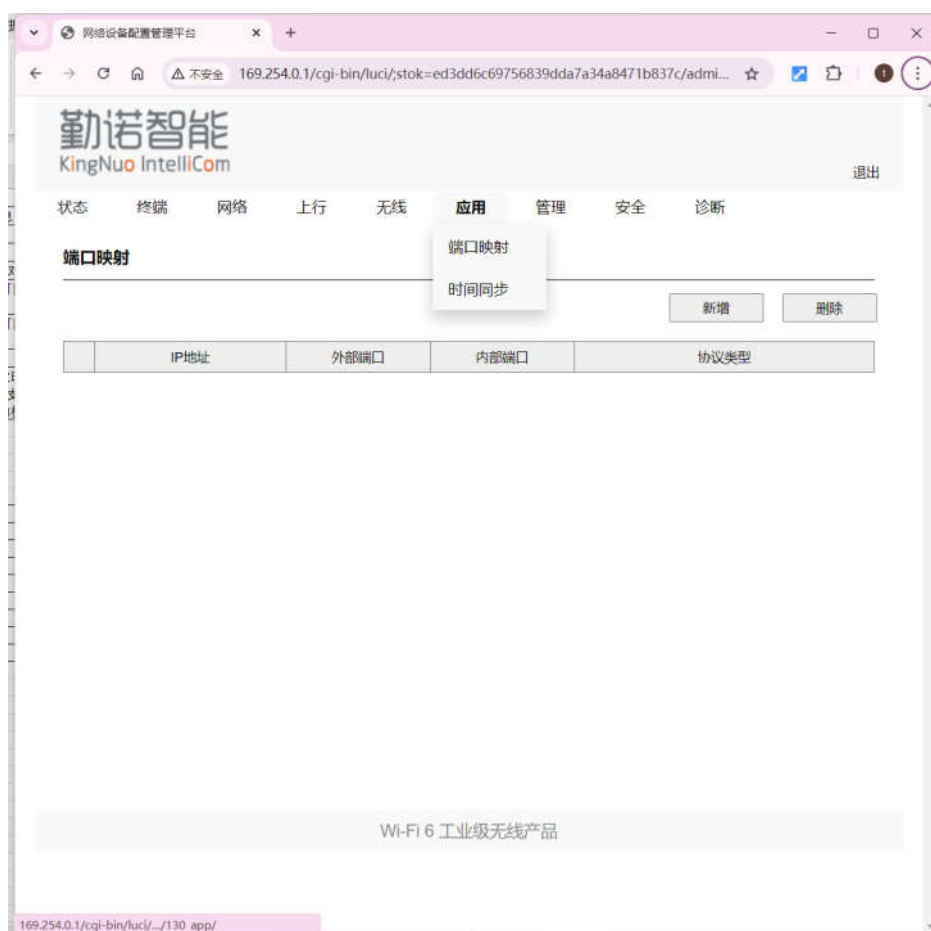 网络设备配置管理平台
不安全 169.254.0.1/cgi-bin/luci/;stok=ed3dd6c69756839dda7a34a8471b837c/admi...
勤诺智能
KingNuo IntelliCom
退出
状态 终端 网络 上行 无线 应用 管理 安全 诊断
端口映射
端口映射
时间同步
新增 删除
IP地址 外部端口 内部端口 协议类型
Wi-Fi 6 工业级无线产品
169.254.0.1/cgi-bin/luci/.../130_app/